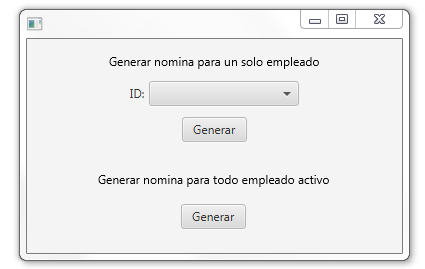 Generar nomina para un solo empleado
ID:
Generar
Generar nomina para todo empleado activo
Generar